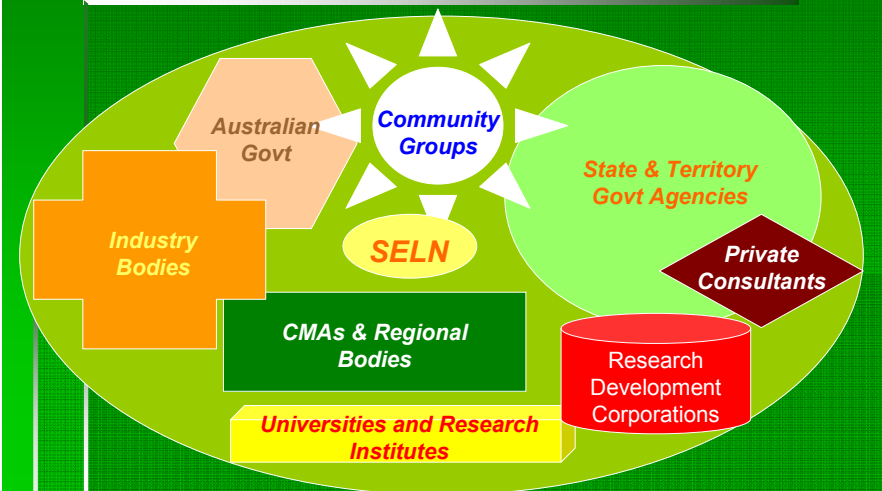 Australian
Govt
Community
Groups
State & Territory
Govt Agencies
Industry
Bodies
SELN
Private
Consultants
CMAs & Regional
Bodies
Research
Development
Corporations
Universities and Research
Institutes